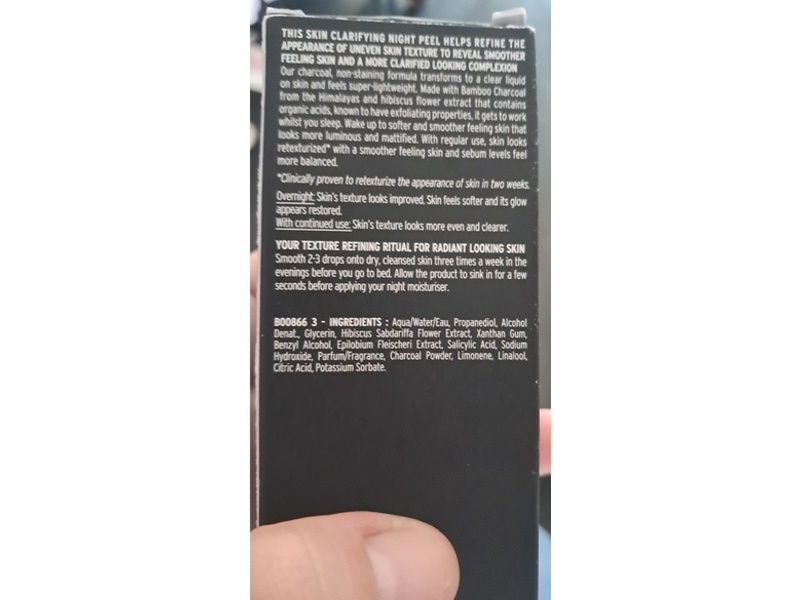 THIS SKIN CLARIFYING NIGHT PEEL HELPS REFINE THE
APPEARANCE OF UNEVEN SKIN TEXTURE TO REVEAL SMOOTHER
FEELING SKIN AND A MORE CLARIFIED LOOKING COMPLEXION
Our charcoal, non-staining formula transforms to a clear liquid
on skin and feels super-lightweight. Made with Bamboo Charcoal
from the Himalayas and hibiscus flower extract that contains
organic acids, known to have exfoliating properties, it gets to work
whilst you sleep. Wake up to softer and smoother feeling skin that
looks more luminous and mattified. With regular use, skin looks
retexturized* with a smoother feeling skin and sebum levels feel
more balanced.
*Clinically proven to retexturize the appearance of skin in two weeks.
Overnight: Skin's texture looks improved. Skin feels softer and its glow
appears restored.
With continued use: Skin's texture looks more even and clearer.
YOUR TEXTURE REFINING RITUAL FOR RADIANT LOOKING SKIN
Smooth 2-3 drops onto dry, cleansed skin three times a week in the
evenings before you go to bed. Allow the product to sink in for a few
seconds before applying your night moisturiser.
B00866 3 - INGREDIENTS : Aqua/Water/Eau, Propanediol, Alcohol
Denat., Glycerin, Hibiscus Sabdariffa Flower Extract, Xanthan Gum,
Benzyl Alcohol, Epilobium Fleischeri Extract, Salicylic Acid, Sodium
Hydroxide, Parfum/Fragrance, Charcoal Powder, Limonene, Linalool,
Citric Acid, Potassium Sorbate.